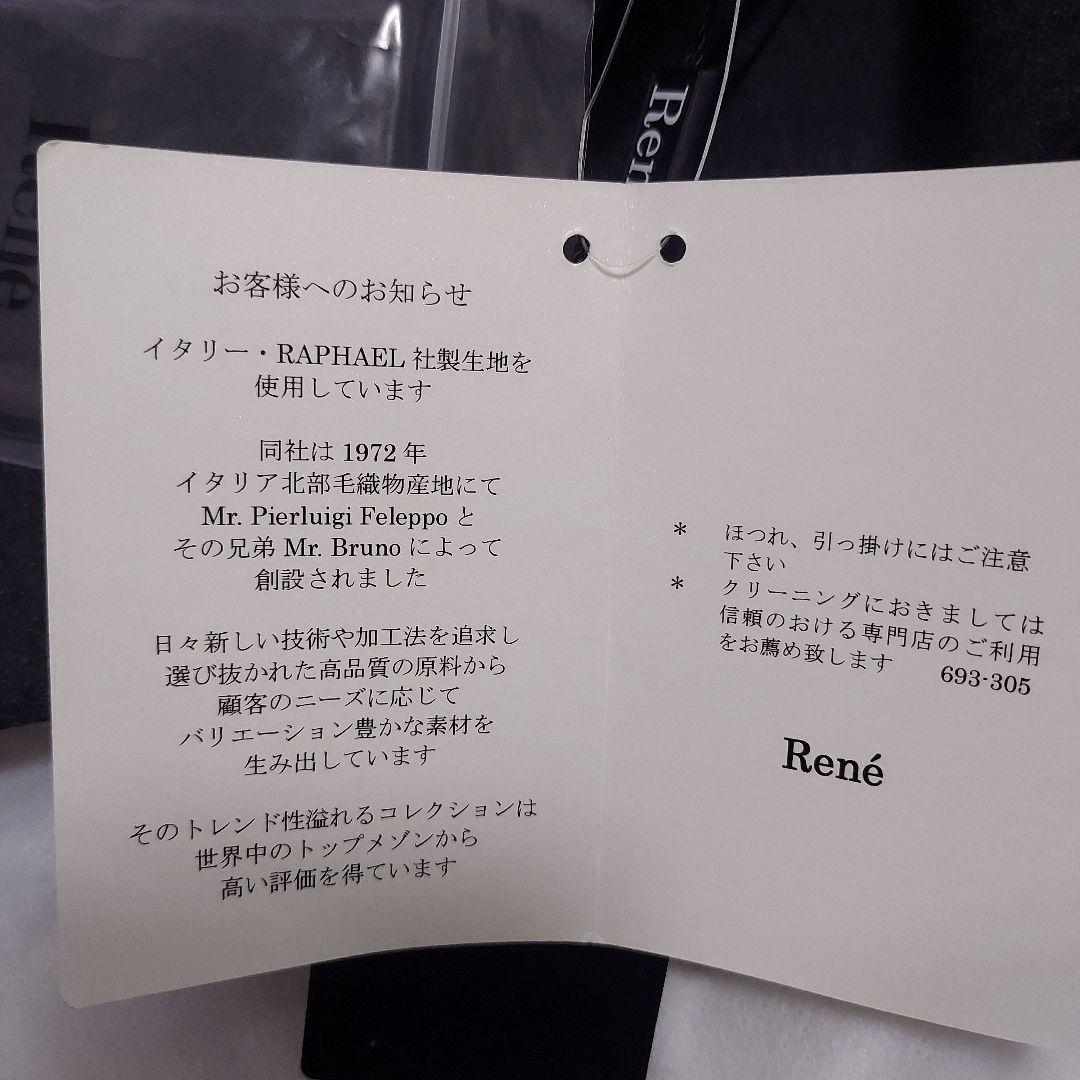 René
Ren
お客様へのお知らせ
イタリー・RAPHAEL 社製生地を
使用しています
同社は 1972 年
イタリア北部毛織物産地にて
Mr. Pierluigi Feleppo と
その兄弟 Mr. Bruno によって
創設されました
日々新しい技術や加工法を追求し
選び抜かれた高品質の原料から
顧客のニーズに応じて
バリエーション豊かな素材を
生み出しています
そのトレンド性溢れるコレクションは
世界中のトップメゾンから
高い評価を得ています
* ほつれ、引っ掛けにはご注意
下さい
* クリーニングにおきましては
信頼のおける専門店のご利用
をお薦め致します 693-305
René